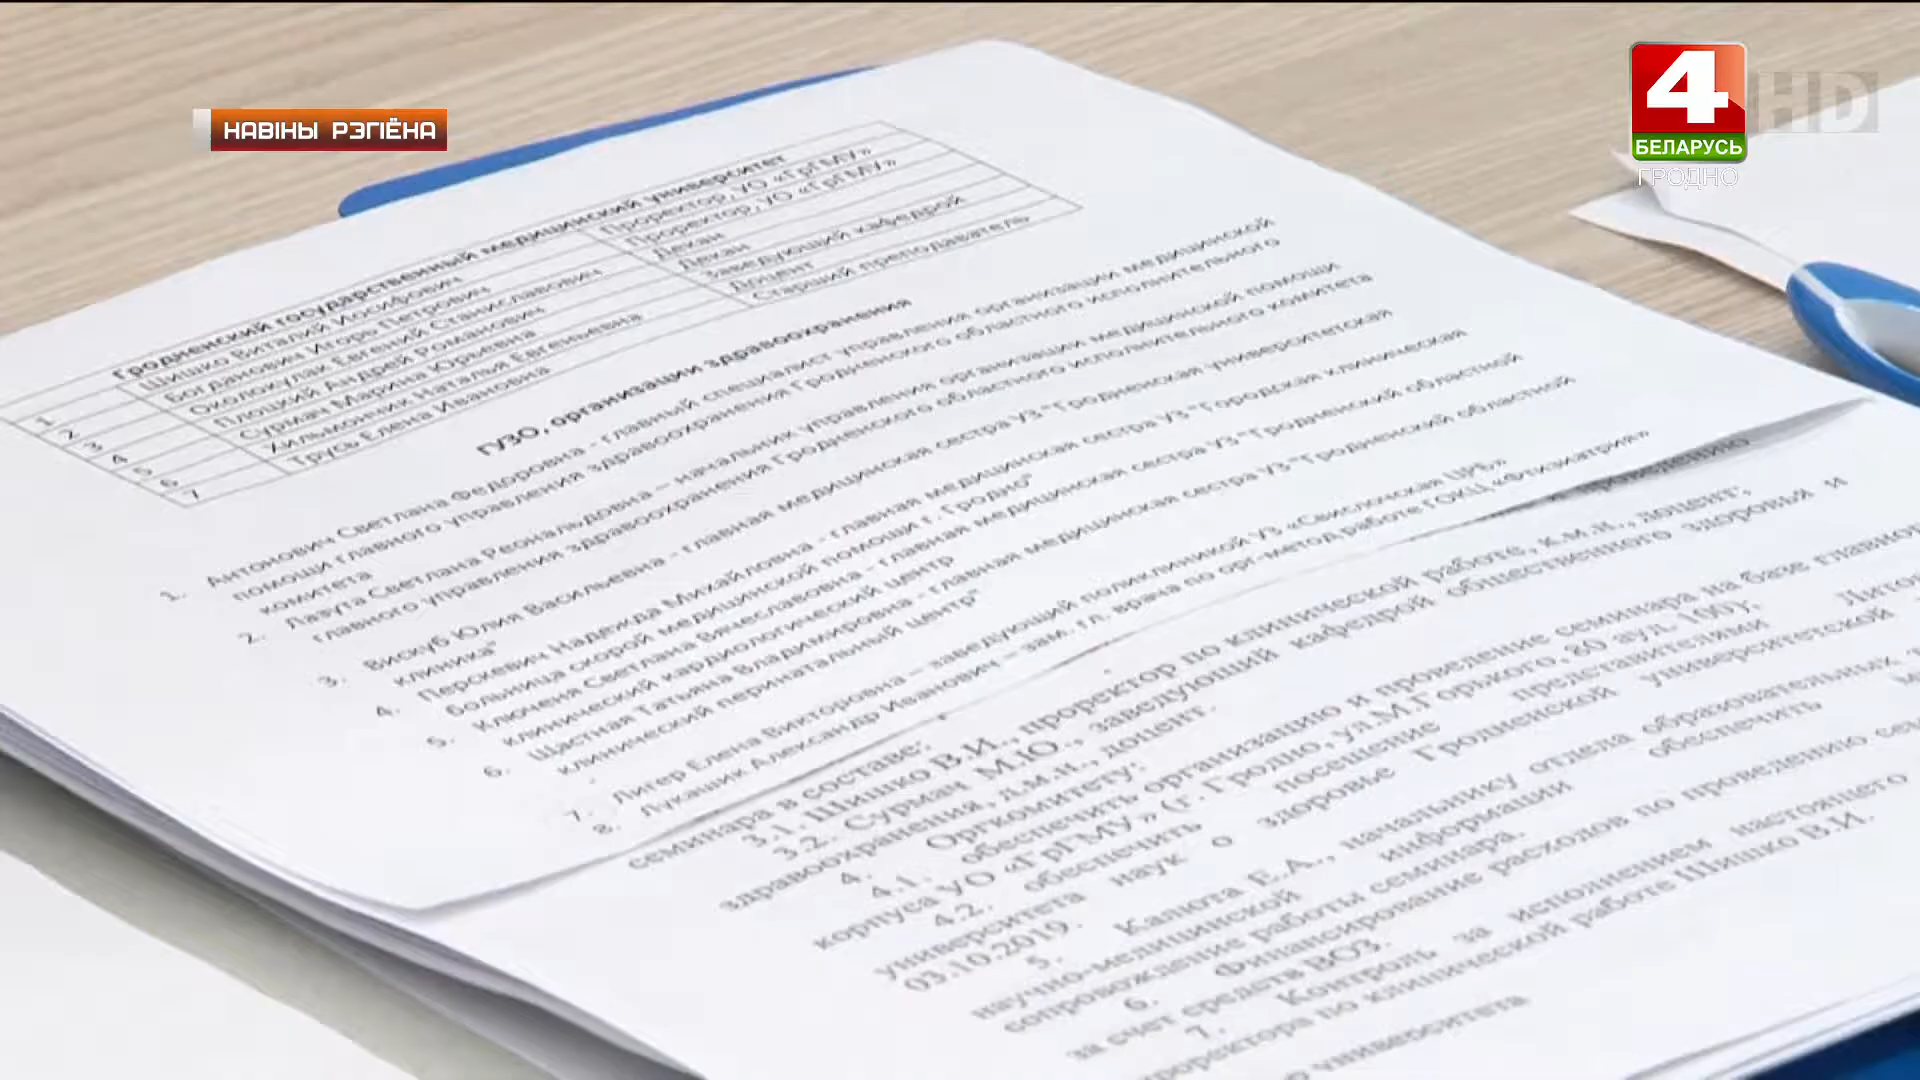 НАВІНЫ РЭГІЁНА
4 HD
БЕЛАРУСЬ
ГРОДНО
Гродненский государственный медицинский университет
1 Шишко Виталий Иосифович Проректор, УО «ГрГМУ»
2 Богданович Игорь Петрович Проректор, УО «ГрГМУ»
3 Околокулак Евгений Станиславович Декан
4 Плоцкий Андрей Романович Декан
5 Сурмач Марина Юрьевна Заведующий кафедрой
6 Хильмончик Наталья Евгеньевна Доцент
7 Трусь Елена Ивановна Старший преподаватель
ГУЗО, организации здравоохранения
1. Антонович Светлана Федоровна - главный специалист управления организации медицинской
помощи главного управления здравоохранения Гродненского областного исполнительного
комитета
2. Лазута Светлана Реональдовна – начальник управления организации медицинской помощи
главного управления здравоохранения Гродненского областного исполнительного комитета
3. Вискуб Юлия Васильевна - главная медицинская сестра УЗ "Гродненская университетская
клиника"
4. Перскевич Надежда Михайловна - главная медицинская сестра УЗ "Городская клиническая
больница скорой медицинской помощи г. Гродно"
5. Ключеня Светлана Вячеславовна - главная медицинская сестра УЗ "Гродненский областной
клинический кардиологический центр
6. Щастная Татьяна Владимировна - главная медицинская сестра УЗ "Гродненский областной
клинический перинатальный центр"
7. Лигер Елена Викторовна – заведующий поликлиникой УЗ «Свислочская ЦРБ»
8. Лукашик Александр Иванович – зам. гл. врача по орг-метод работе ГОКЦ «Фтизиатрия»
семинара в составе:
3.1. Шишко В.И., проректор по клинической работе, к.м.н., доцент;
3.2. Сурмач М.Ю., заведующий кафедрой общественного здоровья и
здравоохранения, д.м.н., доцент.
4. Оргкомитету:
4.1. обеспечить организацию и проведение семинара на базе главного
корпуса УО «ГрГМУ» (г. Гродно, ул.М.Горького, 80 ауд. 100);
4.2. обеспечить посещение представителями
университета наук о здоровье Гродненской университетской
03.10.2019.
5. Калюта Е.А., начальнику отдела образовательных,
научно-медицинской информации обеспечить
сопровождение работы семинара.
6. Финансирование расходов по проведению
за счет средств ВОЗ.
7. Контроль за исполнением настоящего
проректора по клинической работе Шишко В.И.
университета